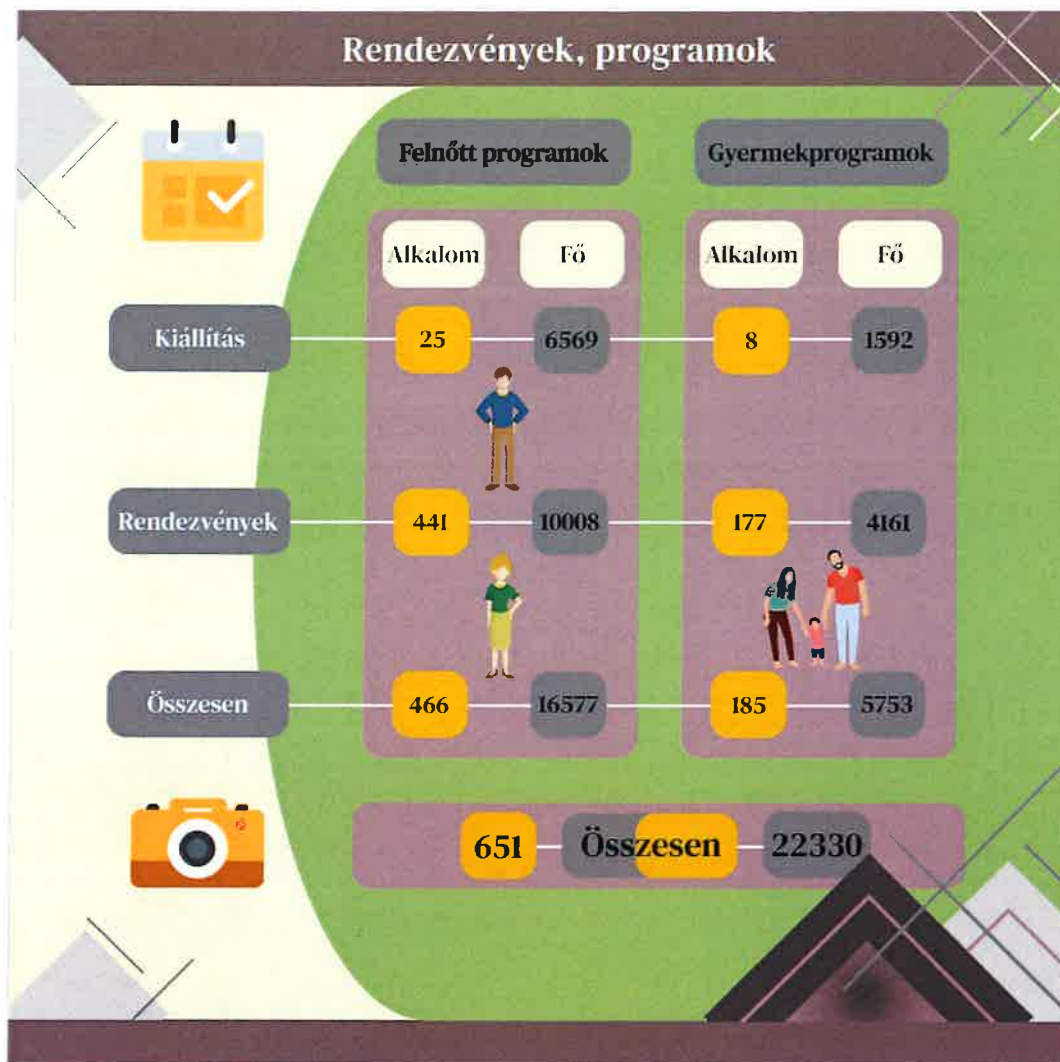 Rendezvények, programok
Felnőtt programok Gyermekprogramok
Alkalom Fő Alkalom Fő
Kiállítás 25 6569 8 1592
Rendezvények 441 10008 177 4161
Összesen 466 16577 185 5753
651 Összesen 22330